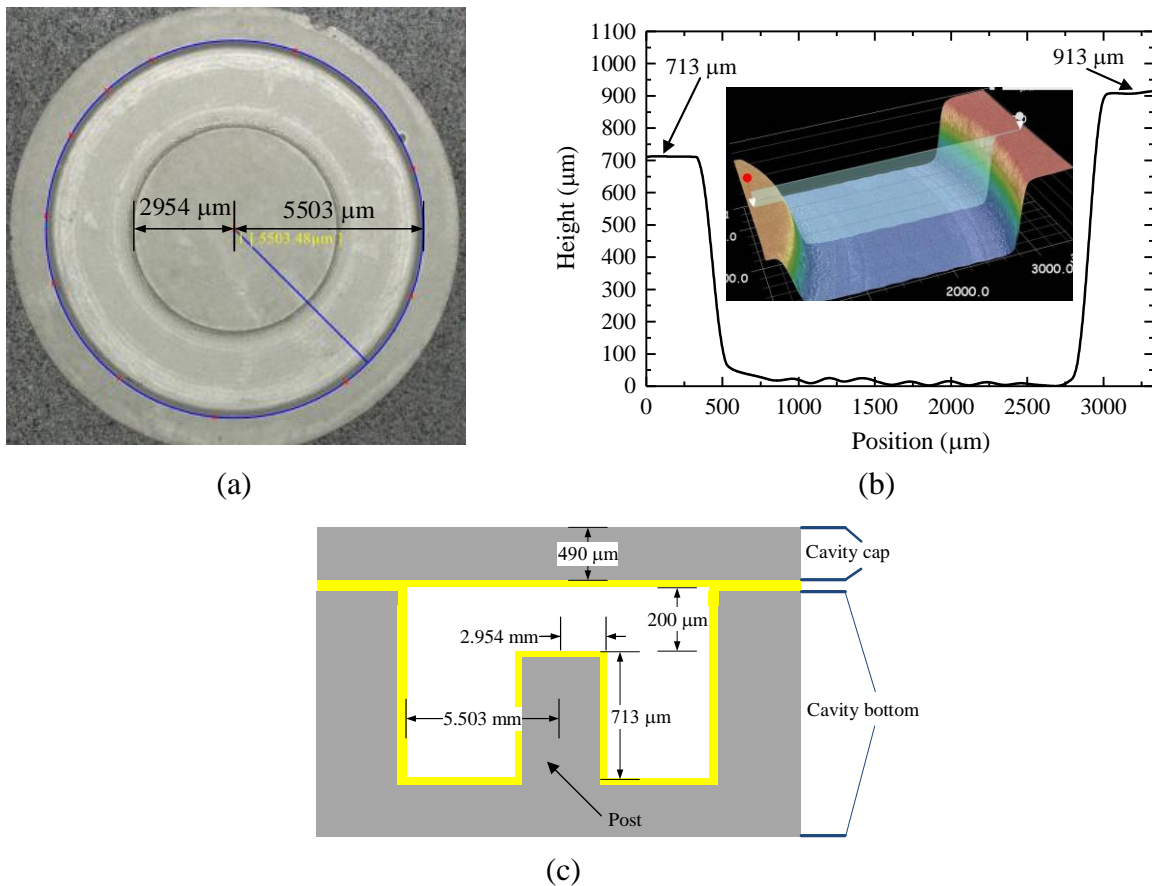 2954 μm
5503 μm
[ [.5503.48μm ]
(a)
1100
1000
900
800
700
600
500
400
300
200
100
0
Height (μm)
713 μm
913 μm
00.0
2000.0
3000.0
0
500
1000
1500
2000
2500
3000
Position (μm)
(b)
490 μm
Cavity cap
200 μm
2.954 mm
5.503 mm
713 μm
Cavity bottom
Post
(c)